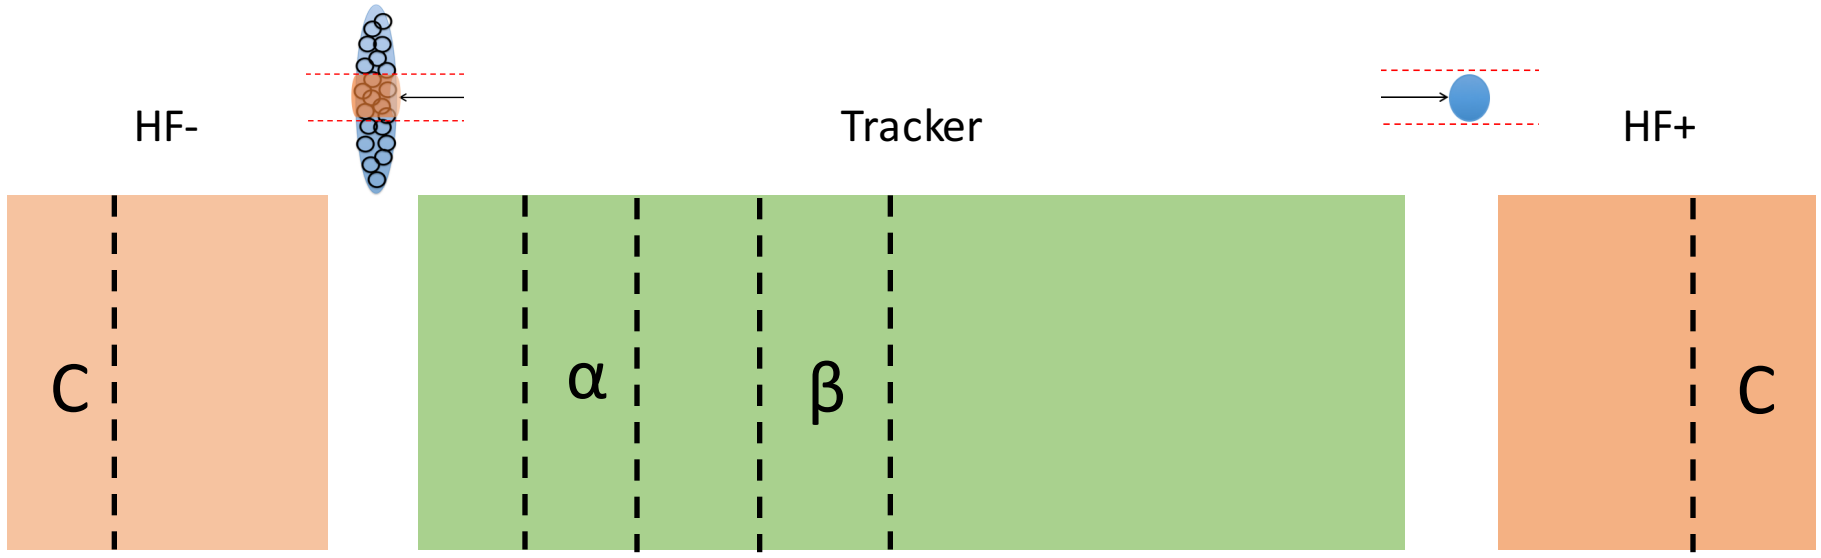 HF-
Tracker
HF+
C
α
β
C